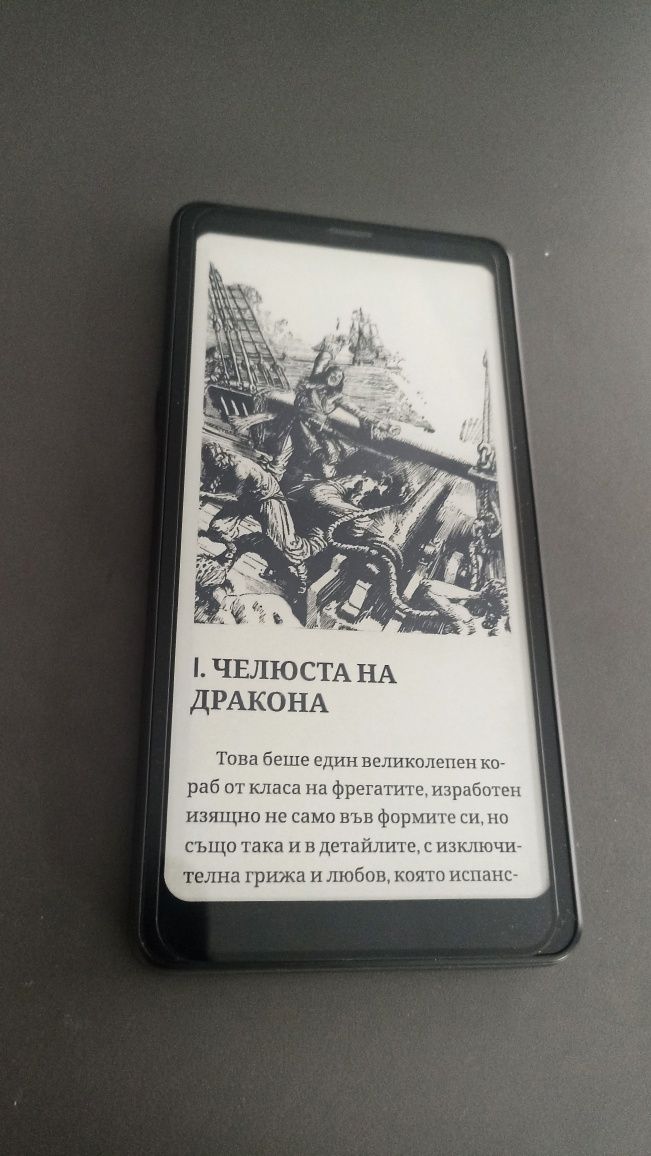 I. ЧЕЛЮСТА НА
ДРАКОНА
Това беше един великолепен ко-
раб от класа на фрегатите, изработен
изящно не само във формите си, но
също така и в детайлите, с изключи-
телна грижа и любов, която испанс-